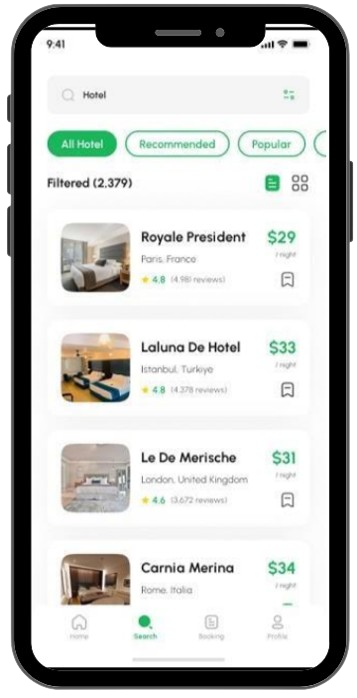 9:41
Hotel
All Hotel Recommended Popular
Filtered (2.379)
Royale President $29
Paris, France / night
4.8 (4.981 reviews)
Laluna De Hotel $33
Istanbul, Turkiye / night
4.8 (4.378 reviews)
Le De Merische $31
London, United Kingdom / night
4.6 (3.672 reviews)
Carnia Merina $34
Rome, Italia / night
Home Search Booking Profile